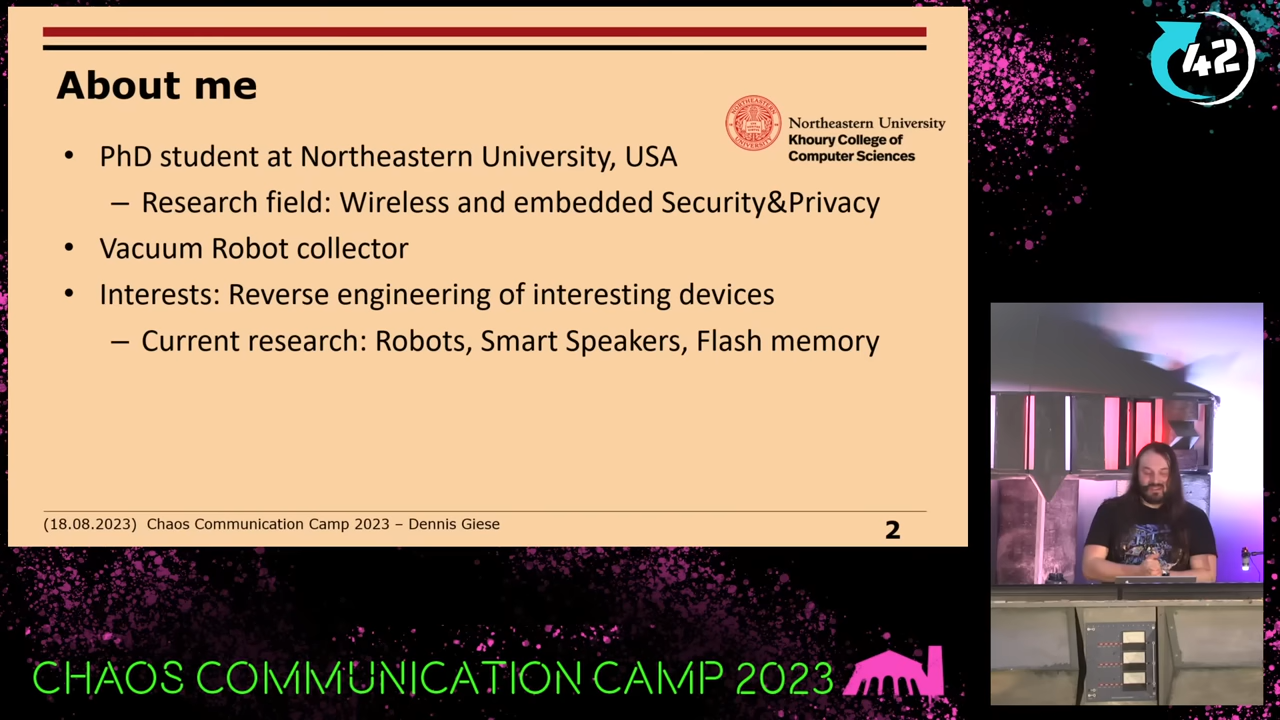 About me
Northeastern University
Khoury College of
Computer Sciences
• PhD student at Northeastern University, USA
– Research field: Wireless and embedded Security&Privacy
• Vacuum Robot collector
• Interests: Reverse engineering of interesting devices
– Current research: Robots, Smart Speakers, Flash memory
(18.08.2023) Chaos Communication Camp 2023 – Dennis Giese
2
42
CHAOS COMMUNICATION CAMP 2023